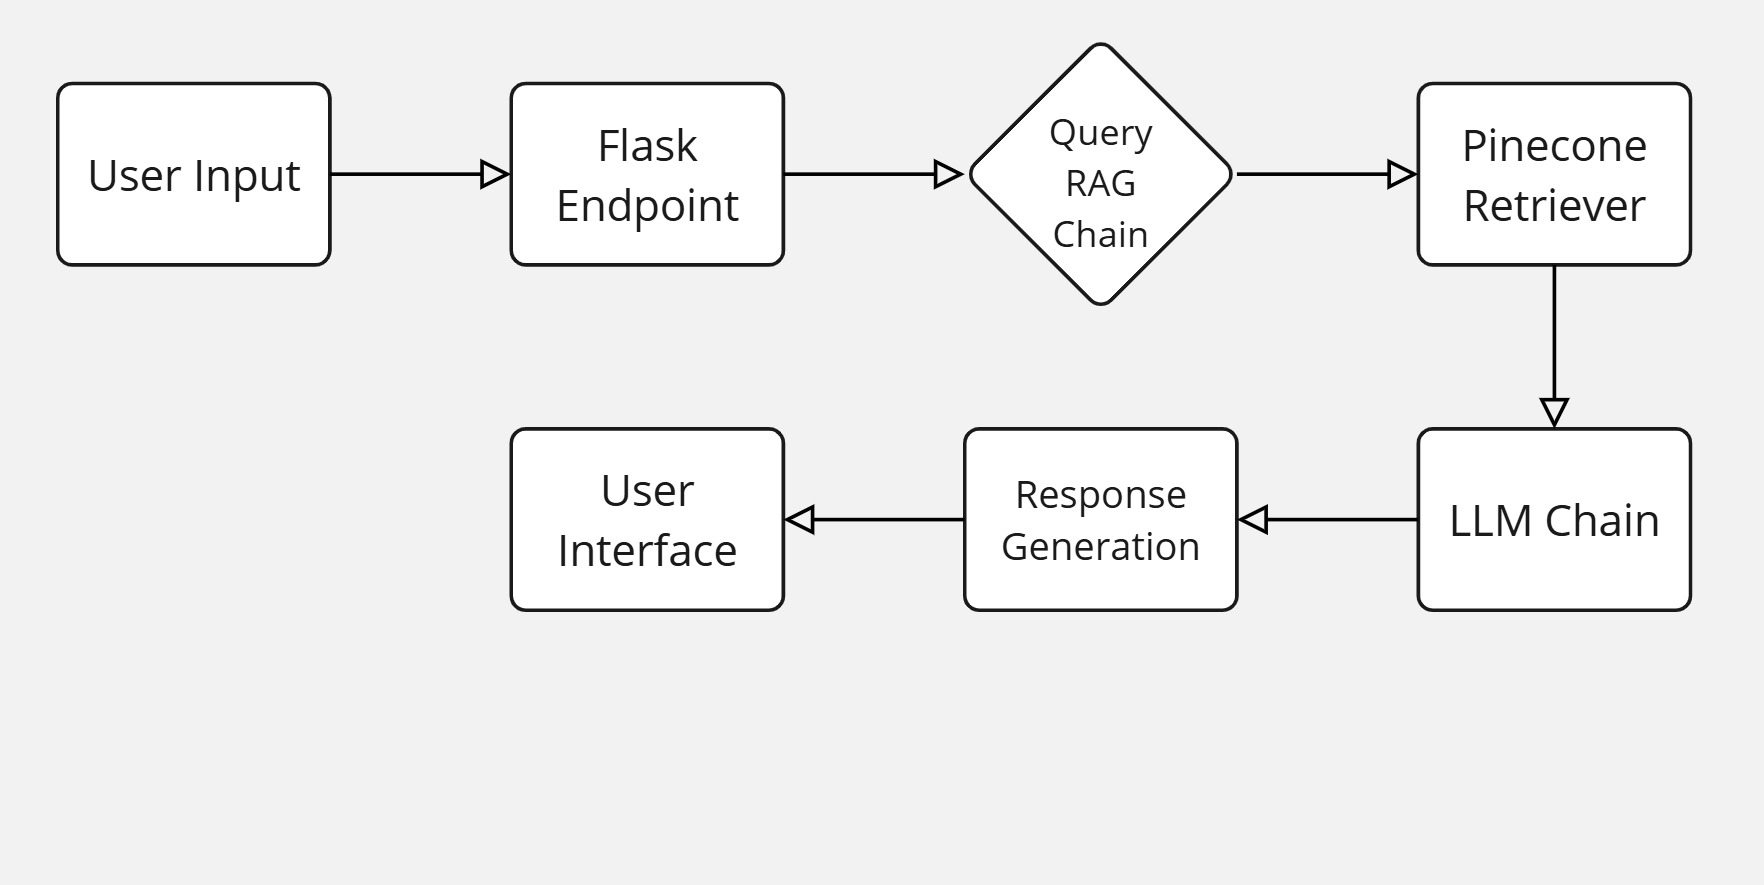 User Input
Flask
Endpoint
Query
RAG
Chain
Pinecone
Retriever
User
Interface
Response
Generation
LLM Chain